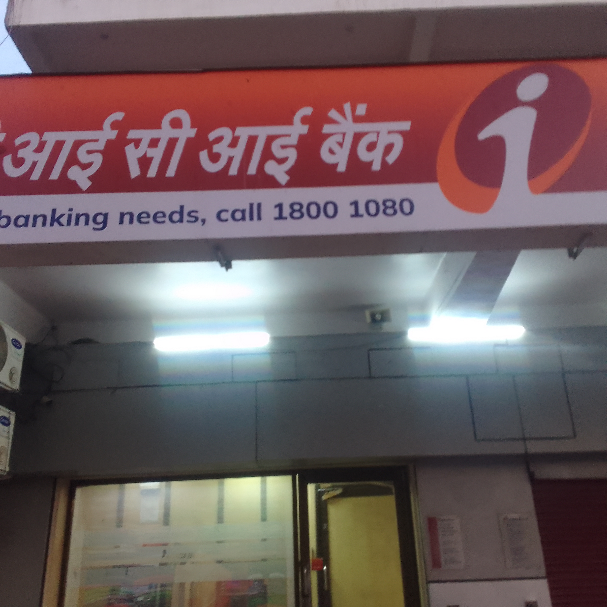 आई सी आई बैंक
banking needs, call 1800 1080